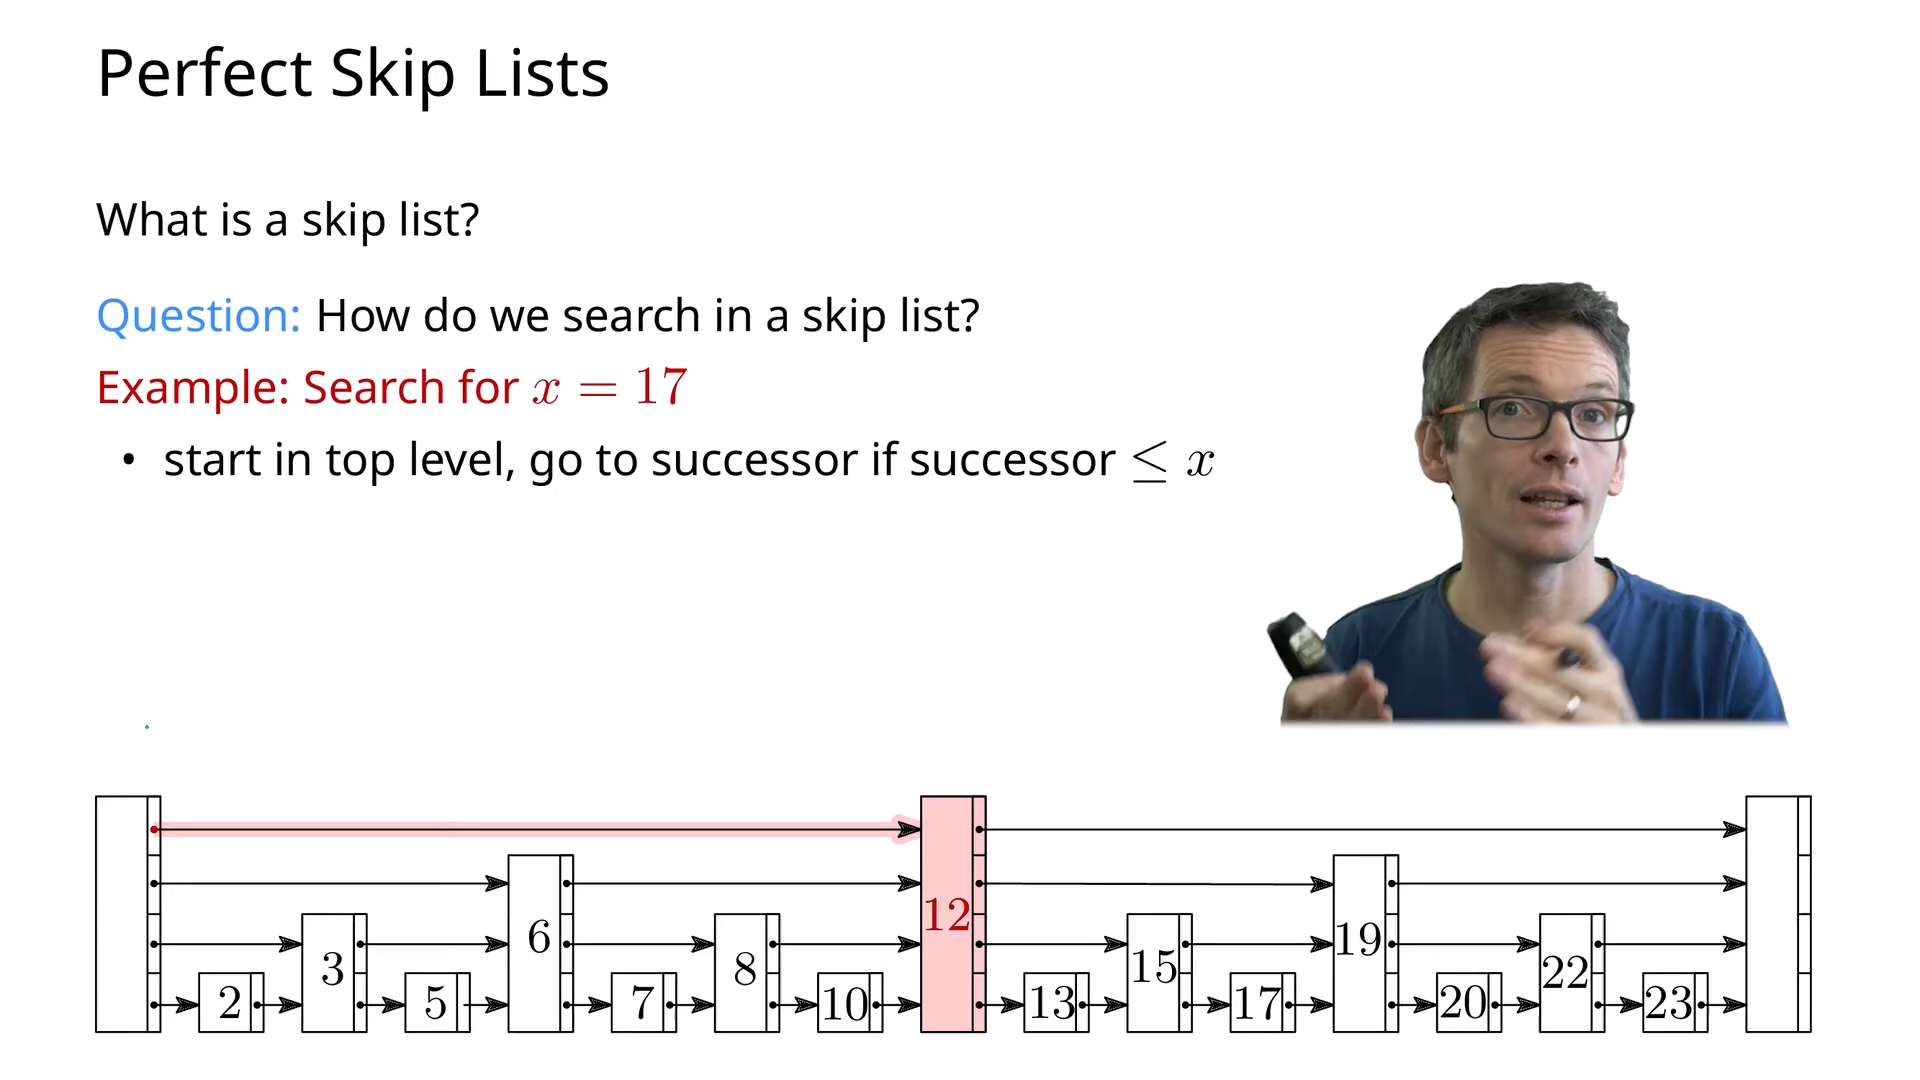 Perfect Skip Lists
What is a skip list?
Question: How do we search in a skip list?
Example: Search for x = 17
• start in top level, go to successor if successor ≤ x
2 3 5 6 7 8 10 12 13 15 17 19 20 22 23